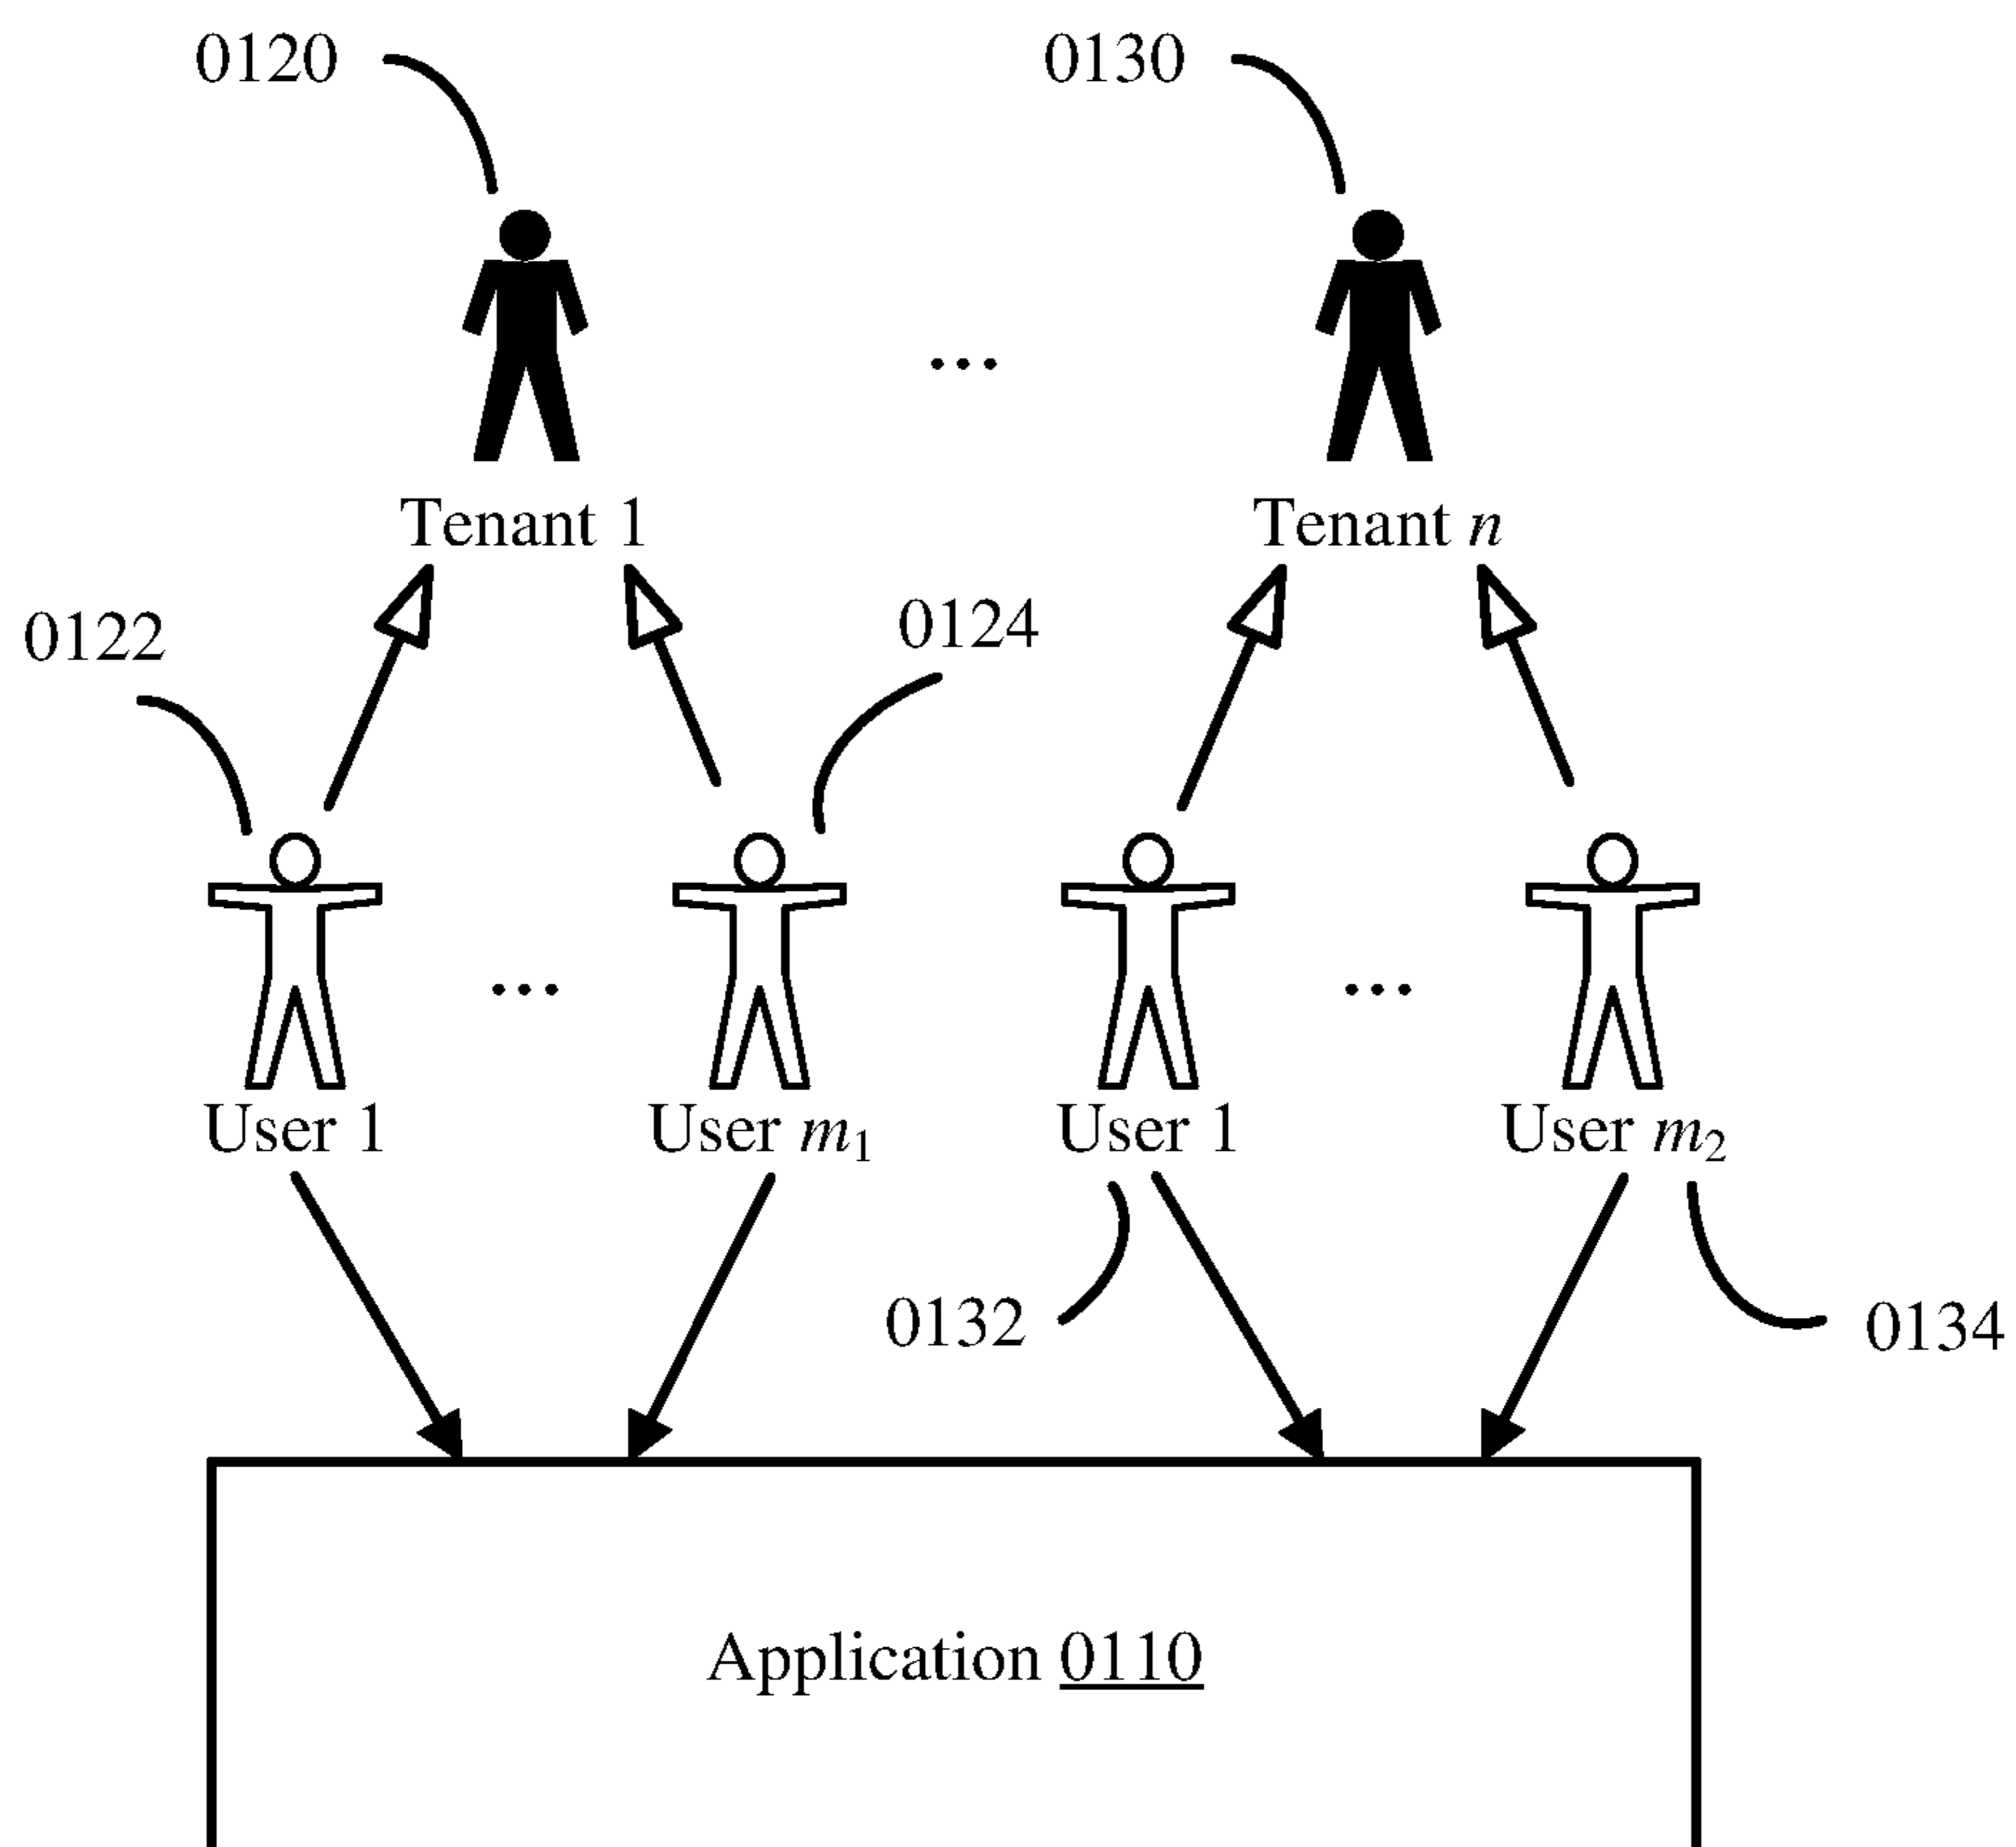 0120 0130
...
Tenant 1 Tenant n
0122 0124
... ...
User 1 User m₁ User 1 User m₂
0132 0134
Application 0110